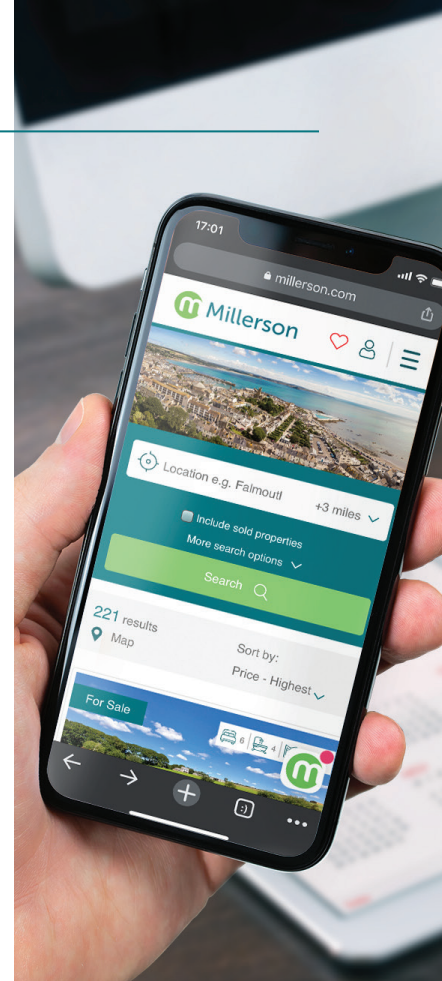 17:01
millerson.com
m Millerson
Location e.g. Falmoutl
+3 miles
Include sold properties
More search options
Search
221 results
Map
Sort by:
Price - Highest
For Sale
6
4
m
:)